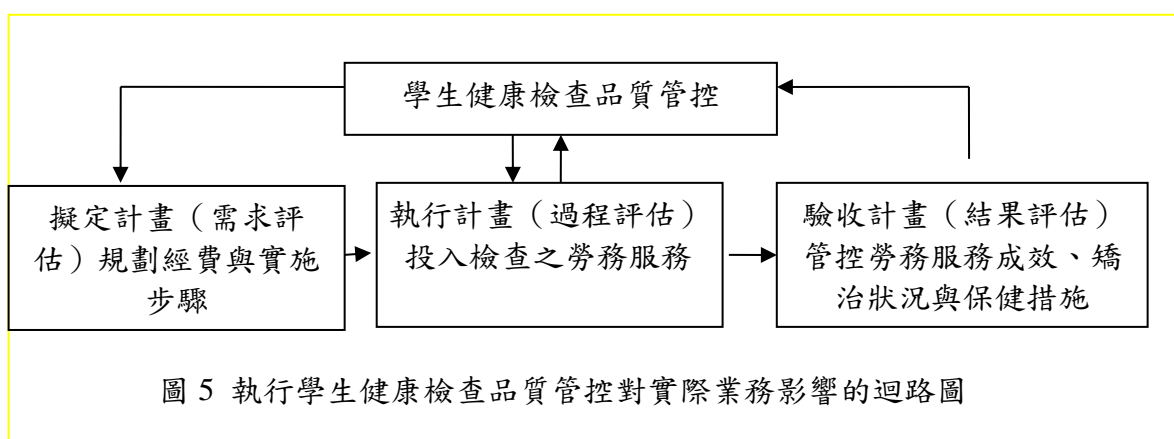 學生健康檢查品質管控
擬定計畫（需求評
估）規劃經費與實施
步驟
執行計畫（過程評估）
投入檢查之勞務服務
驗收計畫（結果評估）
管控勞務服務成效、矯
治狀況與保健措施
圖 5 執行學生健康檢查品質管控對實際業務影響的迴路圖